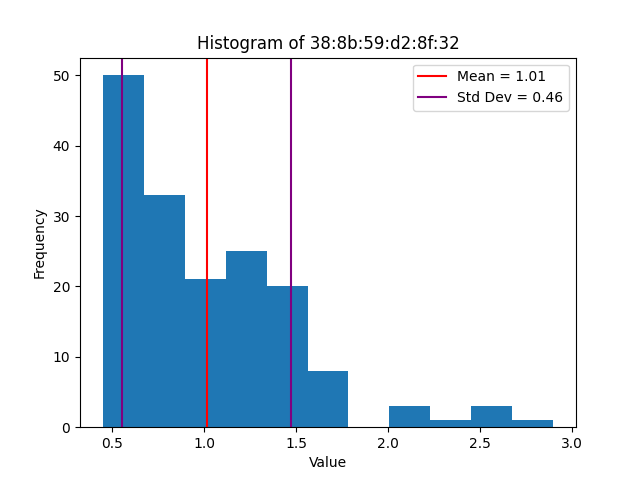 Histogram of 38:8b:59:d2:8f:32
Mean = 1.01
Std Dev = 0.46
Frequency
50
40
30
20
10
0
0.5 1.0 1.5 2.0 2.5 3.0
Value